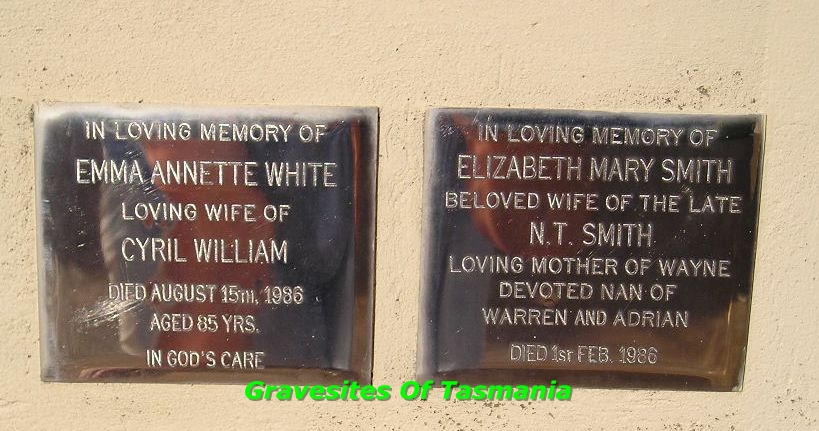 IN LOVING MEMORY OF
EMMA ANNETTE WHITE
LOVING WIFE OF
CYRIL WILLIAM
DIED AUGUST 15TH, 1986
AGED 85 YRS.
IN GOD'S CARE
IN LOVING MEMORY OF
ELIZABETH MARY SMITH
BELOVED WIFE OF THE LATE
N.T. SMITH
LOVING MOTHER OF WAYNE
DEVOTED NAN OF
WARREN AND ADRIAN
DIED 1ST FEB. 1986
Gravesites Of Tasmania